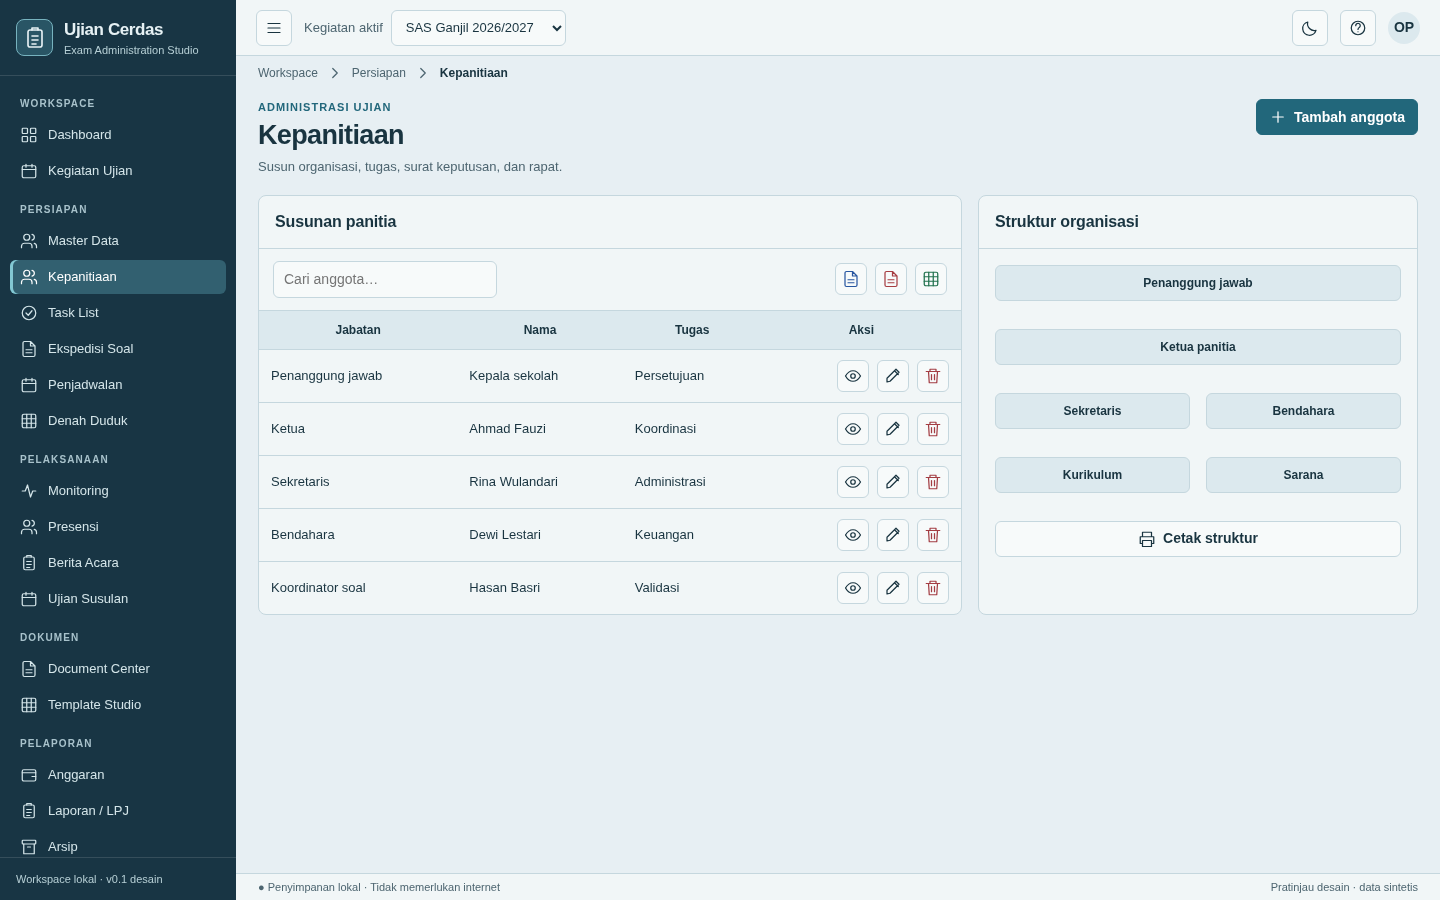 Ujian Cerdas
Exam Administration Studio
WORKSPACE
Dashboard
Kegiatan Ujian
PERSIAPAN
Master Data
Kepanitiaan
Task List
Ekspedisi Soal
Penjadwalan
Denah Duduk
PELAKSANAAN
Monitoring
Presensi
Berita Acara
Ujian Susulan
DOKUMEN
Document Center
Template Studio
PELAPORAN
Anggaran
Laporan / LPJ
Arsip
Workspace lokal · v0.1 desain
Kegiatan aktif SAS Ganjil 2026/2027 OP
Workspace Persiapan Kepanitiaan
ADMINISTRASI UJIAN
Kepanitiaan
Susun organisasi, tugas, surat keputusan, dan rapat.
Tambah anggota
Susunan panitia
Cari anggota…
Jabatan Nama Tugas Aksi
Penanggung jawab Kepala sekolah Persetujuan
Ketua Ahmad Fauzi Koordinasi
Sekretaris Rina Wulandari Administrasi
Bendahara Dewi Lestari Keuangan
Koordinator soal Hasan Basri Validasi
Struktur organisasi
Penanggung jawab
Ketua panitia
Sekretaris Bendahara
Kurikulum Sarana
Cetak struktur
● Penyimpanan lokal · Tidak memerlukan internet
Pratinjau desain · data sintetis